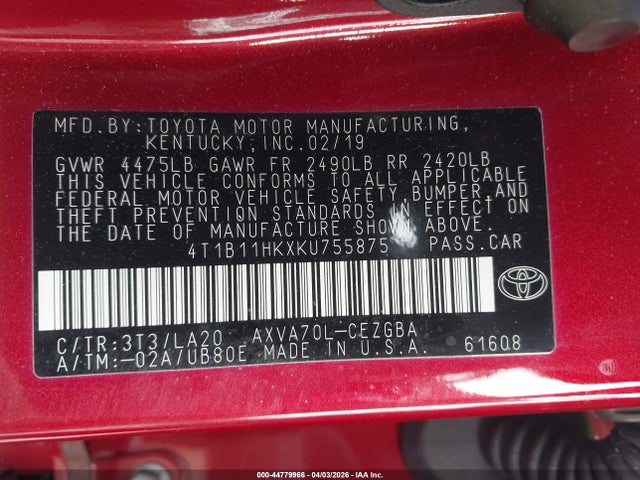 MFD.BY:TOYOTA MOTOR MANUFACTURING,
KENTUCKY, INC.02/19
GVWR 4475LB GAWR FR 2490LB RR 2420LB
THIS VEHICLE CONFORMS TO ALL APPLICABLE
FEDERAL MOTOR VEHICLE SAFETY, BUMPER, AND
THEFT PREVENTION STANDARDS IN EFFECT ON
THE DATE OF MANUFACTURE SHOWN ABOVE.
4T1B11HKXKU755875 PASS.CAR
C/TR:3T3/LA20 AXVA70L-CEZGBA
A/TM:-02A/UB80E MADE IN U.S.A 61608
000-44779966 | 04/03/2026 | IAA Inc.